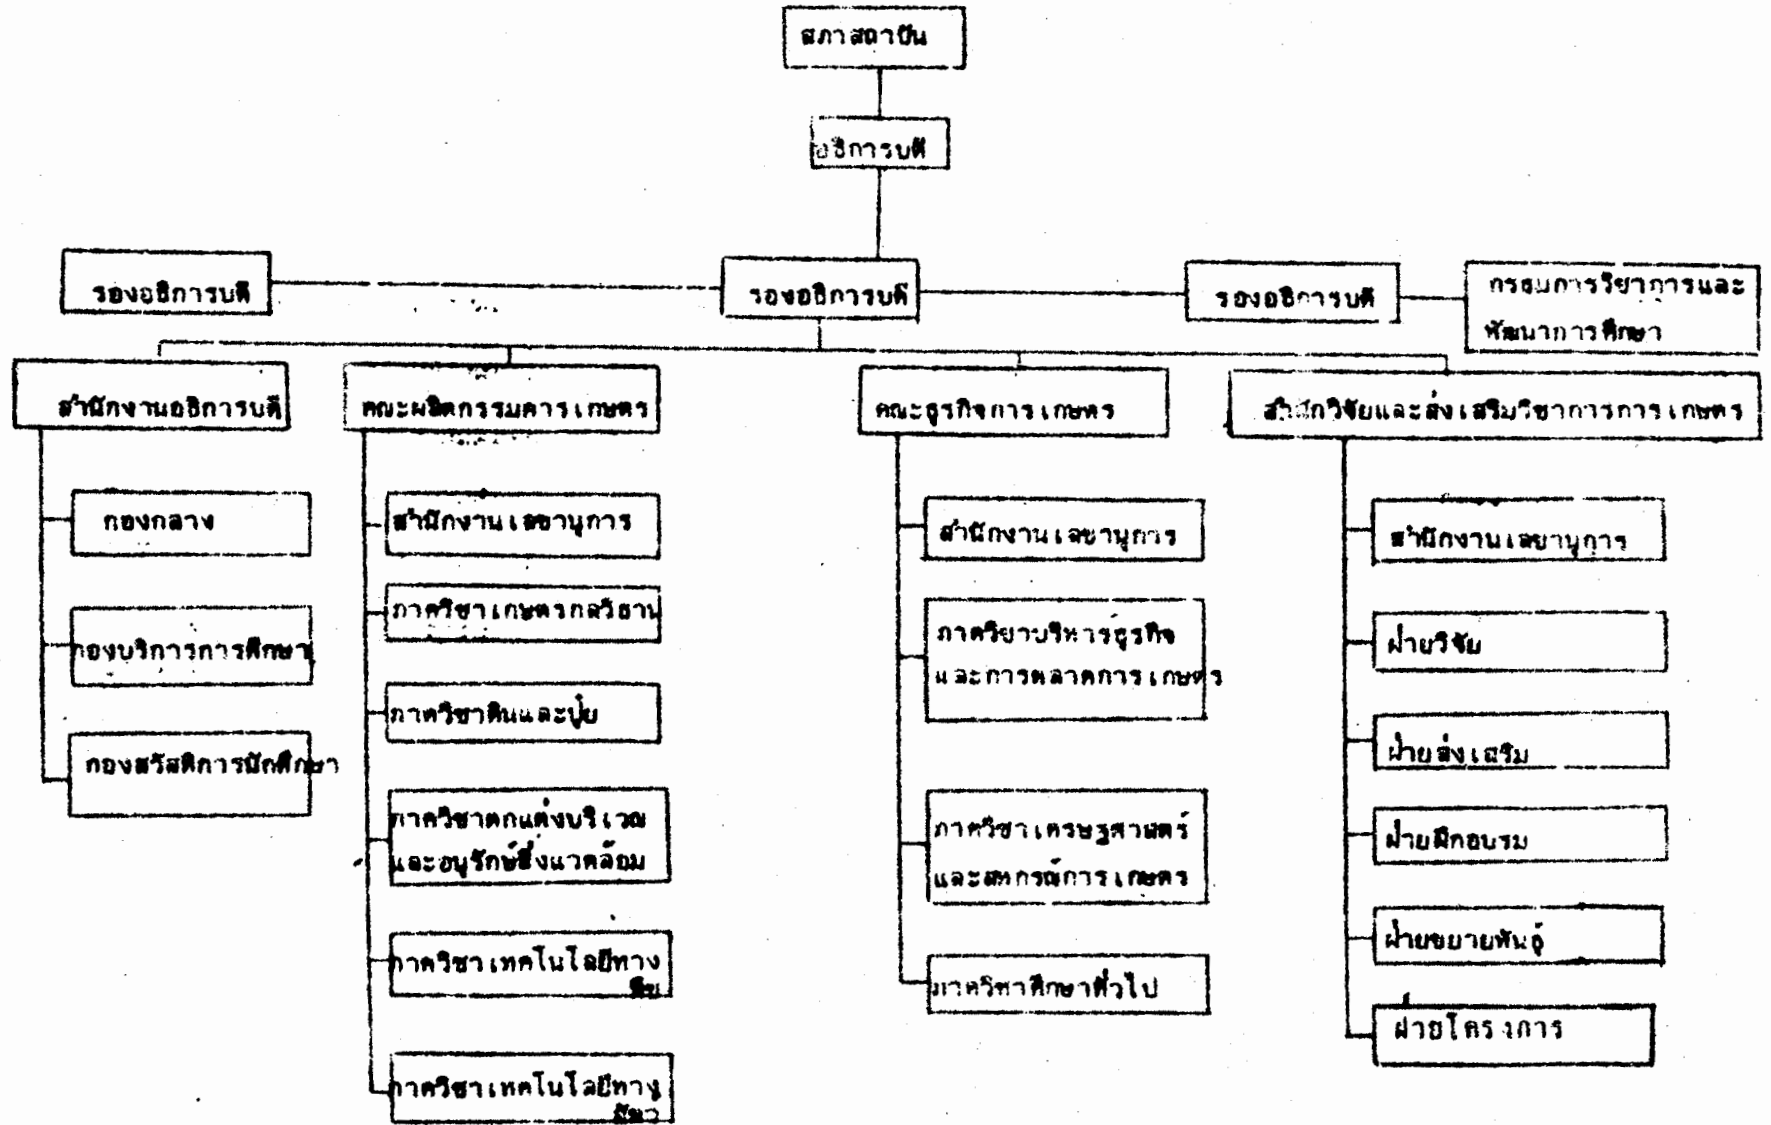 สภาสถาบัน
อธิการบดี
รองอธิการบดี
รองอธิการบดี
รองอธิการบดี
กรรมการวิชาการและ
พัฒนาการศึกษา
สำนักงานอธิการบดี
กองกลาง
กองบริการการศึกษา
กองสวัสดิการนักศึกษา
คณะผลิตกรรมการเกษตร
สำนักงานเลขานุการ
ภาควิชาเกษตรกลวิธาน
ภาควิชาดินและปุ๋ย
ภาควิชาตกแต่งบริเวณ
และอนุรักษ์สิ่งแวดล้อม
ภาควิชาเทคโนโลยีทาง
พืช
ภาควิชาเทคโนโลยีทาง
คณะธุรกิจการเกษตร
สำนักงานเลขานุการ
ภาควิชาบริหารธุรกิจ
และการตลาดการเกษตร
ภาควิชาเศรษฐศาสตร์
และสหกรณ์การเกษตร
ภาควิชาศึกษาทั่วไป
สำนักวิจัยและส่งเสริมวิชาการการเกษตร
สำนักงานเลขานุการ
ฝ่ายวิจัย
ฝ่ายส่งเสริม
ฝ่ายฝึกอบรม
ฝ่ายขยายพันธุ์
ฝ่ายโครงการ